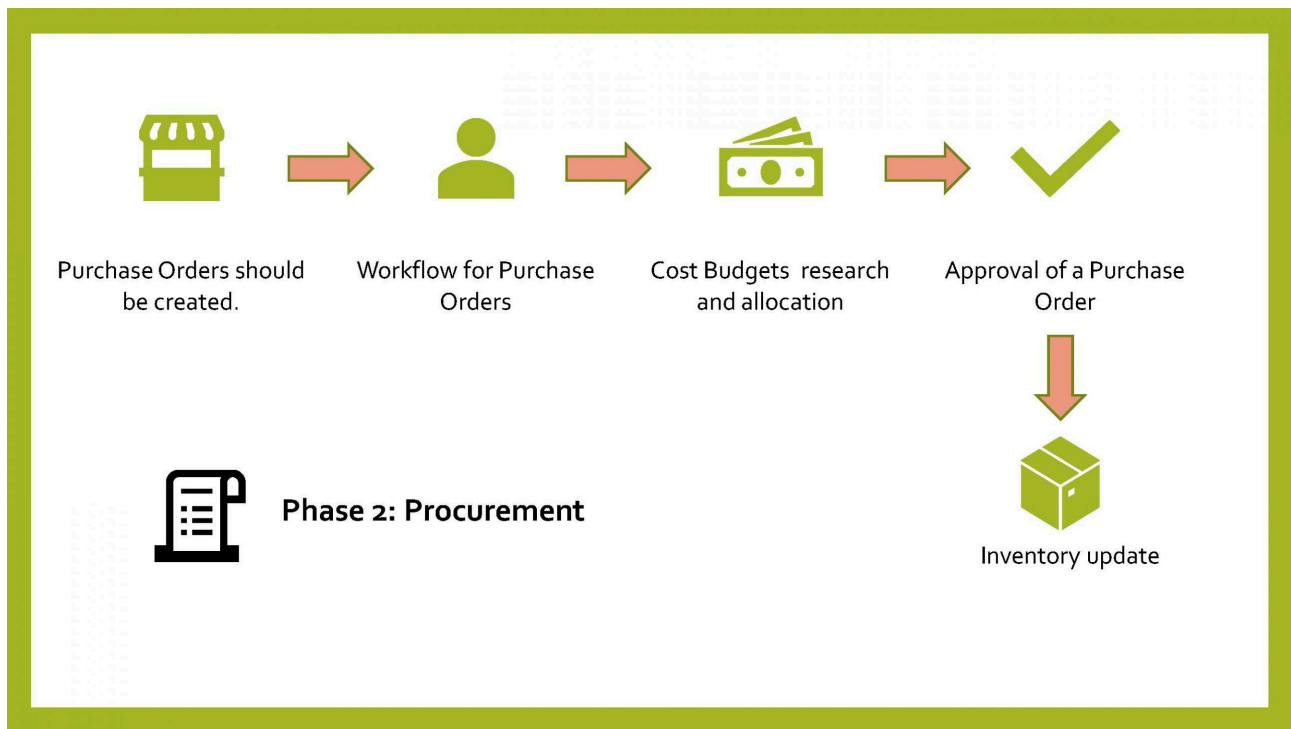 Purchase Orders should
be created.
Workflow for Purchase
Orders
Cost Budgets  research
and allocation
Approval of a Purchase
Order
Phase 2: Procurement
Inventory update